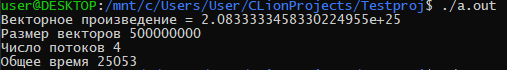 user@DESKTOP:/mnt/c/Users/User/CLionProjects/Testproj$ ./a.out
Векторное произведение = 2.0833333458330224955e+25
Размер векторов 500000000
Число потоков 4
Общее время 25053